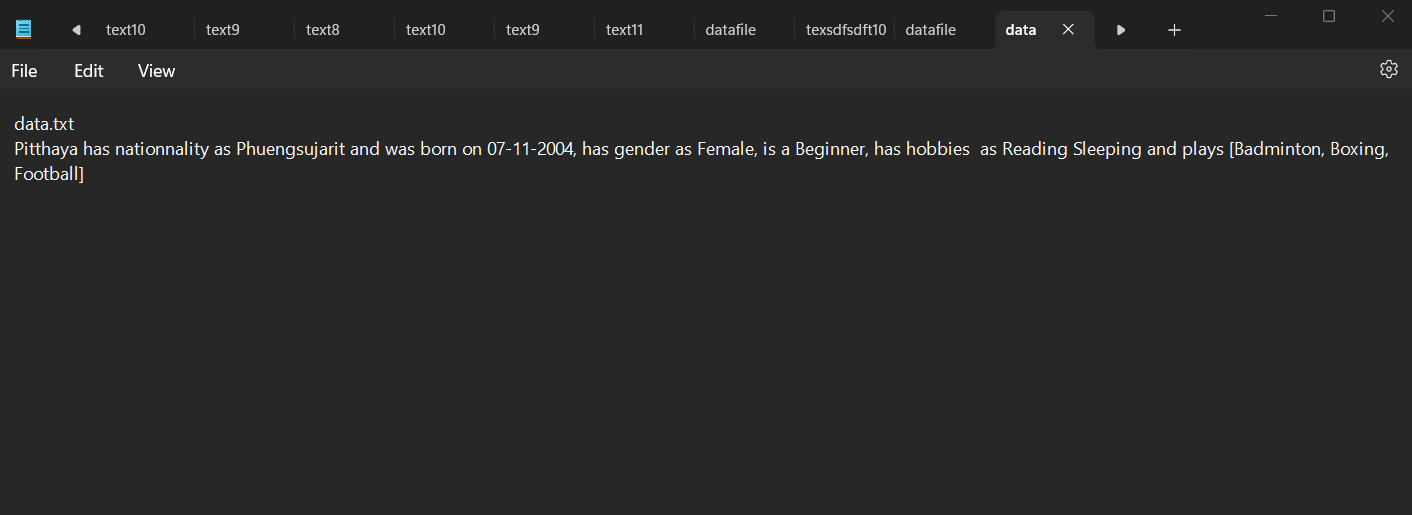 text10 text9 text8 text10 text9 text11 datafile texsdfsdft10 datafile data
File Edit View
data.txt
Pitthaya has nationnality as Phuengsujarit and was born on 07-11-2004, has gender as Female, is a Beginner, has hobbies  as Reading Sleeping and plays [Badminton, Boxing,
Football]